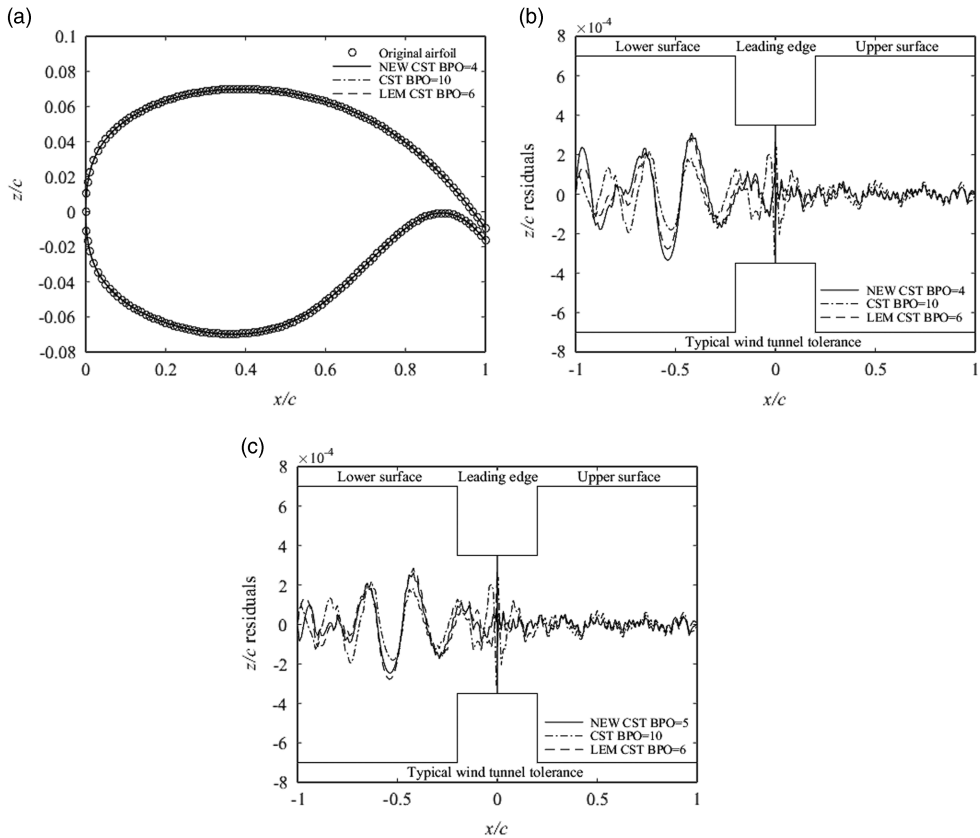 (a)
0.1
0.08
0.06
0.04
0.02
0
-0.02
-0.04
-0.06
-0.08
z/c
0 0.2 0.4 0.6 0.8 1
x/c
Original airfoil
NEW CST BPO=4
CST BPO=10
LEM CST BPO=6
(b)
×10-4
8
6
4
2
0
-2
-4
-6
-8
z/c residuals
Lower surface Leading edge Upper surface
NEW CST BPO=4
CST BPO=10
LEM CST BPO=6
Typical wind tunnel tolerance
-1 -0.5 0 0.5 1
x/c
(c)
×10-4
8
6
4
2
0
-2
-4
-6
-8
z/c residuals
Lower surface Leading edge Upper surface
NEW CST BPO=5
CST BPO=10
LEM CST BPO=6
Typical wind tunnel tolerance
-1 -0.5 0 0.5 1
x/c